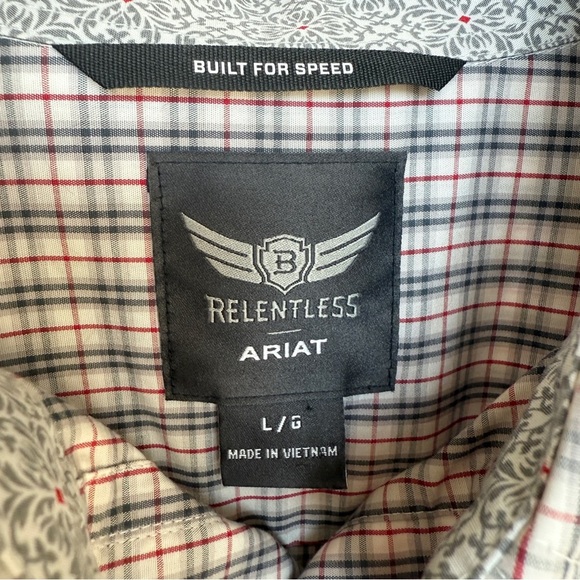 BUILT FOR SPEED
B
RELENTLESS
ARIAT
L/G
MADE IN VIETNAM